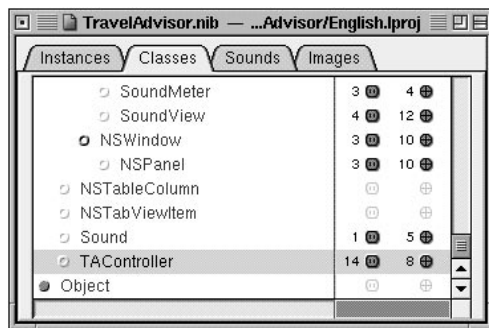 TravelAdvisor.nib — ...Advisor/English.lproj
Instances Classes Sounds Images
SoundMeter 3 4
SoundView 4 12
NSWindow 3 10
NSPanel 3 10
NSTableColumn
NSTabViewItem
Sound 1 5
TAController 14 8
Object